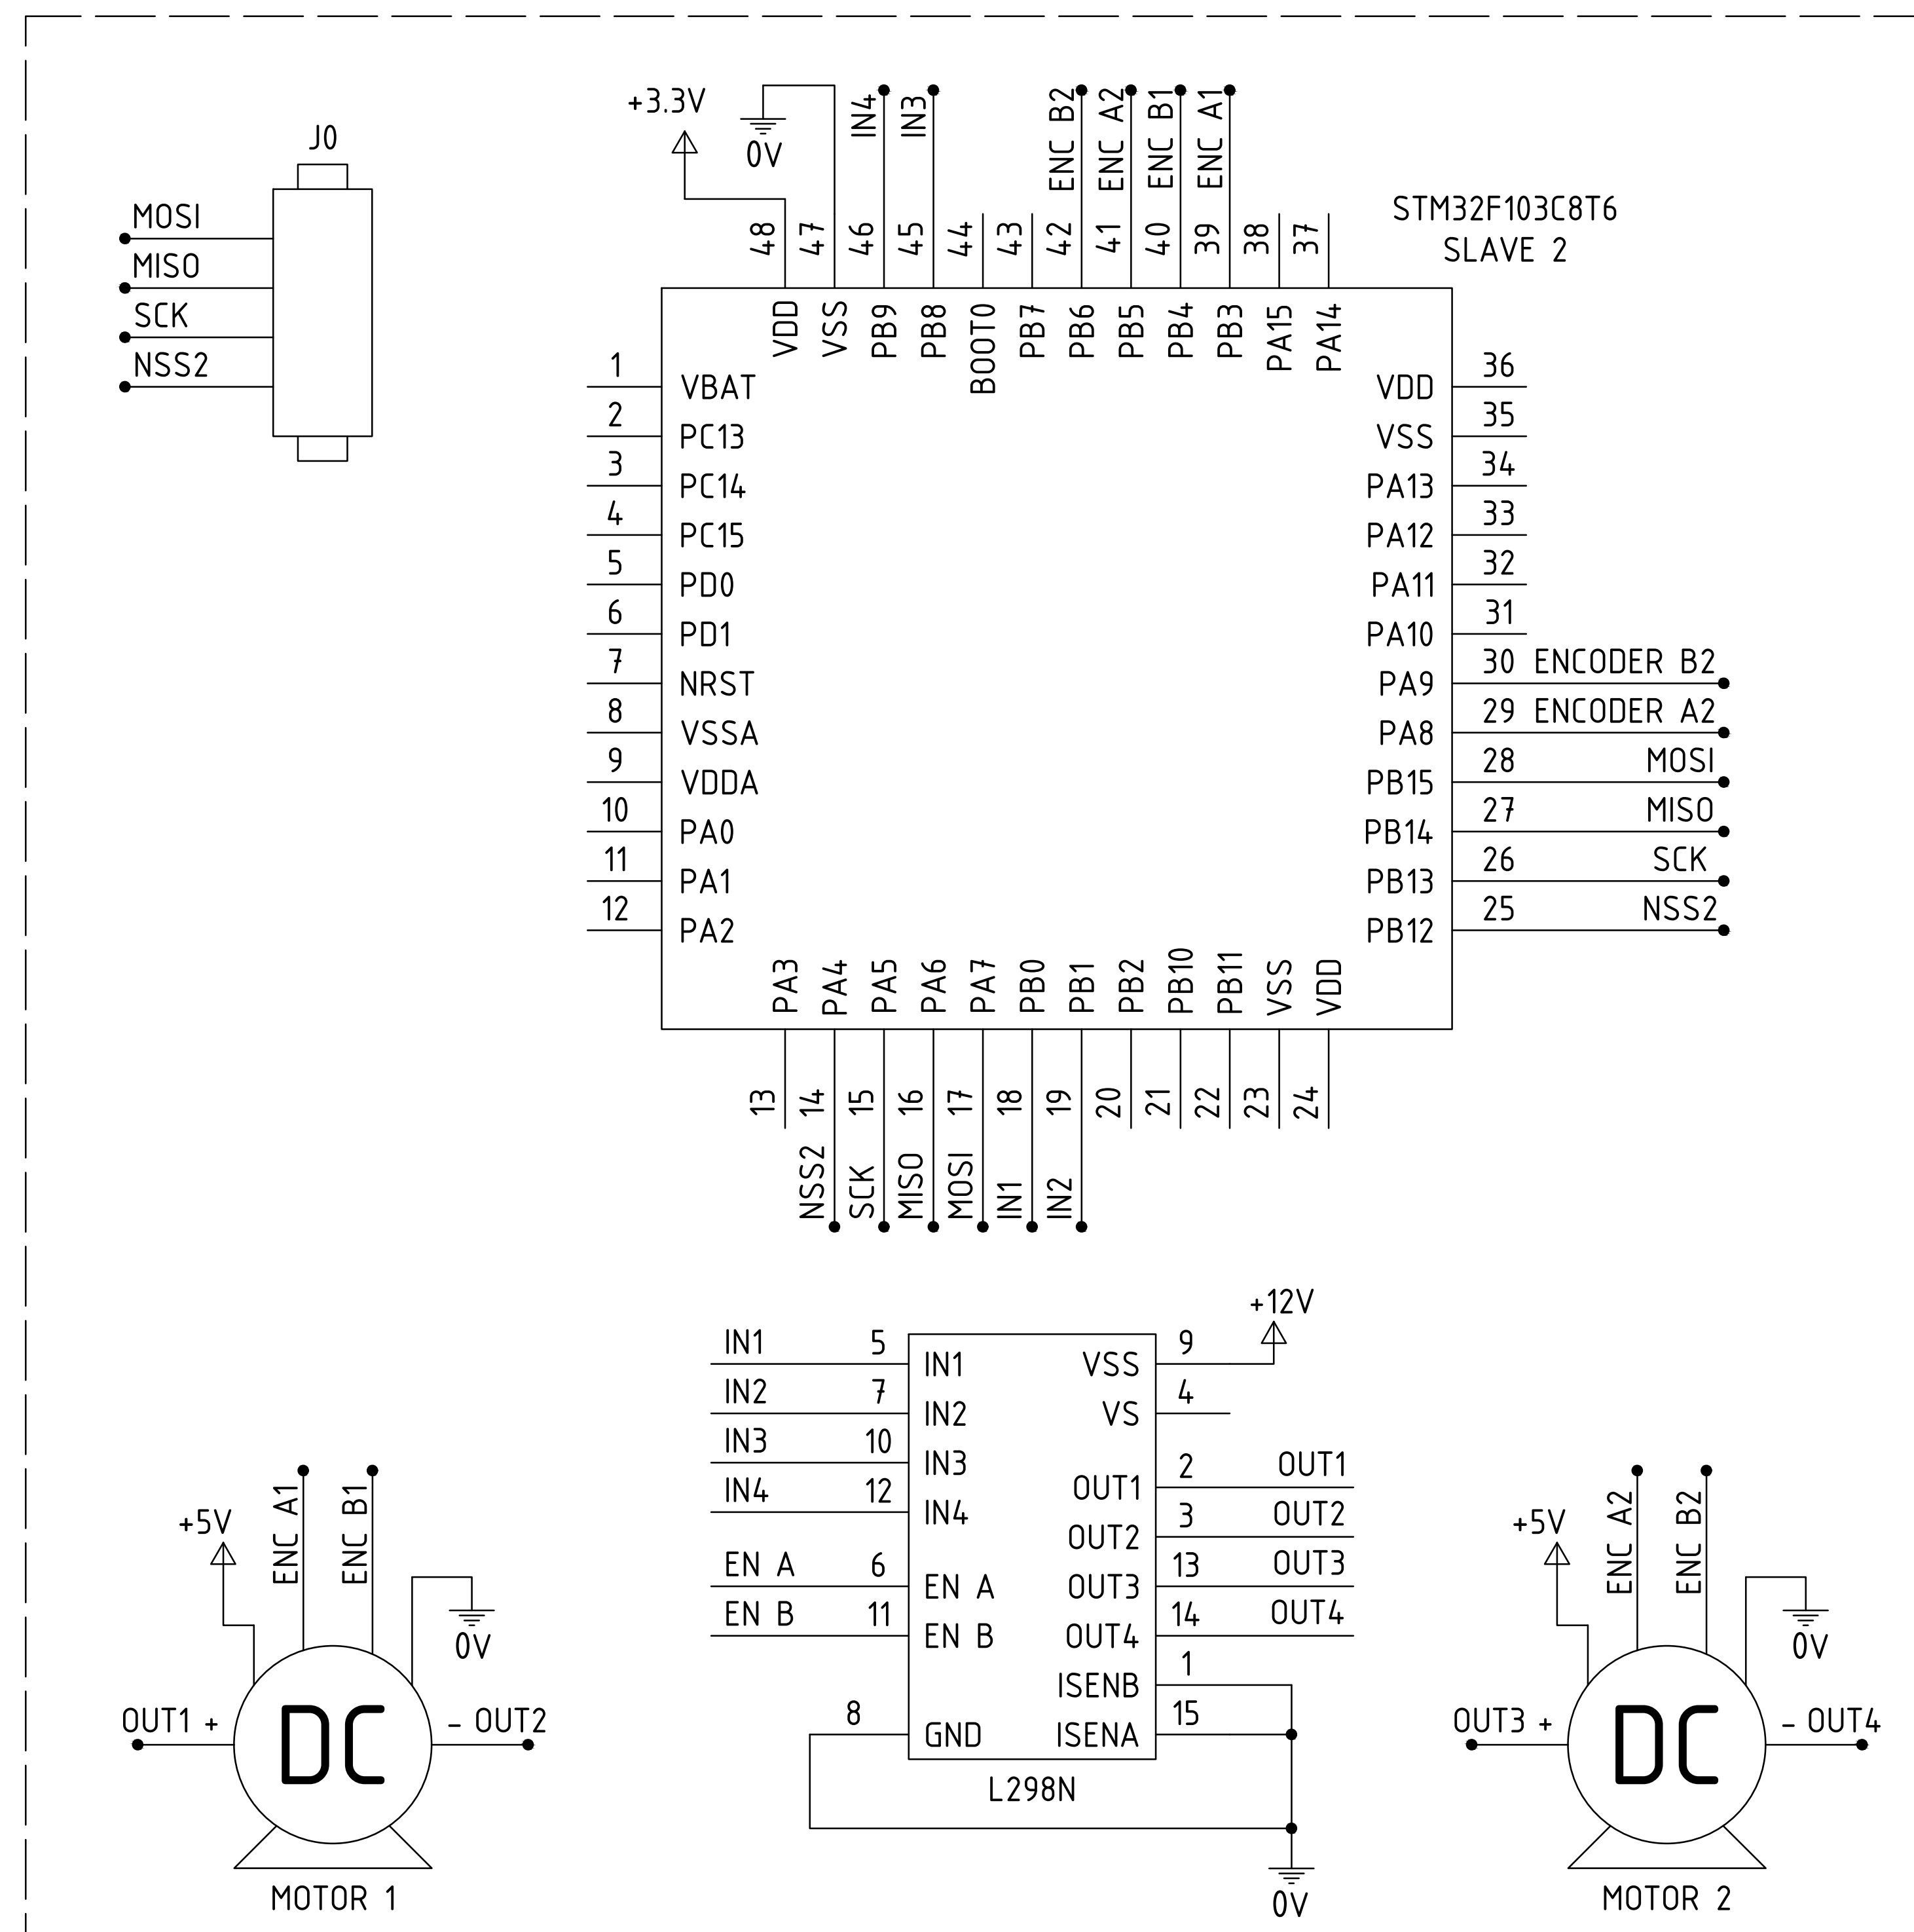 J0
MOSI
MISO
SCK
NSS2
+3.3V
0V
IN4
IN3
ENC B2
ENC A2
ENC B1
ENC A1
STM32F103C8T6
SLAVE 2
48
47
46
45
44
43
42
41
40
39
38
37
VDD
VSS
PB9
PB8
BOOT0
PB7
PB6
PB5
PB4
PB3
PA15
PA14
1 VBAT
2 PC13
3 PC14
4 PC15
5 PD0
6 PD1
7 NRST
8 VSSA
9 VDDA
10 PA0
11 PA1
12 PA2
VDD 36
VSS 35
PA13 34
PA12 33
PA11 32
PA10 31
PA9 30 ENCODER B2
PA8 29 ENCODER A2
PB15 28 MOSI
PB14 27 MISO
PB13 26 SCK
PB12 25 NSS2
PA3
PA4
PA5
PA6
PA7
PB0
PB1
PB2
PB10
PB11
VSS
VDD
13
14
15
16
17
18
19
20
21
22
23
24
NSS2
SCK
MISO
MOSI
IN1
IN2
+12V
IN1 5 IN1
IN2 7 IN2
IN3 10 IN3
IN4 12 IN4
EN A 6 EN A
EN B 11 EN B
8 GND
VSS 9
VS 4
OUT1 2 OUT1
OUT2 3 OUT2
OUT3 13 OUT3
OUT4 14 OUT4
ISENB 1
ISENA 15
L298N
0V
+5V
ENC A1
ENC B1
0V
OUT1 +
DC
- OUT2
MOTOR 1
+5V
ENC A2
ENC B2
0V
OUT3 +
DC
- OUT4
MOTOR 2